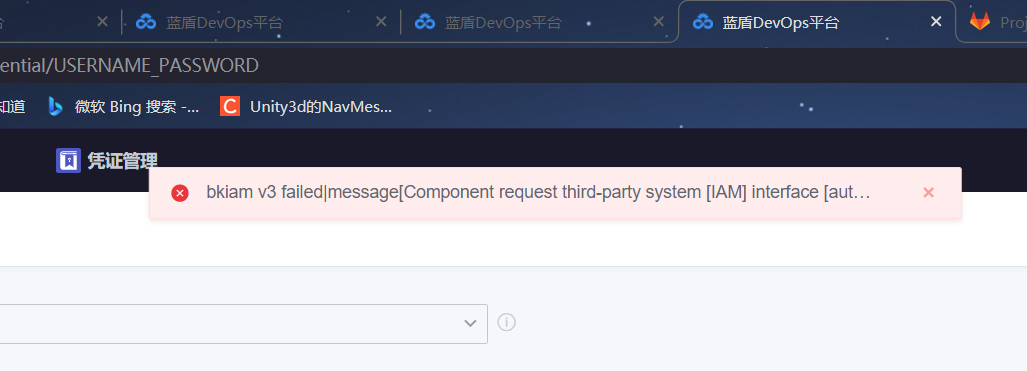 台 蓝盾DevOps平台 蓝盾DevOps平台 蓝盾DevOps平台 Proj
ential/USERNAME_PASSWORD
知道 微软 Bing 搜索 -... Unity3d的NavMes...
凭证管理
bkiam v3 failed|message[Component request third-party system [IAM] interface [aut...